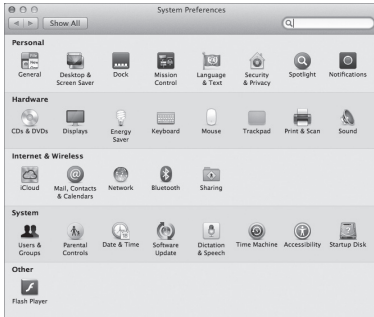 System Preferences
Show All
Personal
General
Desktop &
Screen Saver
Dock
Mission
Control
Language
& Text
Security
& Privacy
Spotlight
Notifications
Hardware
CDs & DVDs
Displays
Energy
Saver
Keyboard
Mouse
Trackpad
Print & Scan
Sound
Internet & Wireless
iCloud
Mail, Contacts
& Calendars
Network
Bluetooth
Sharing
System
Users &
Groups
Parental
Controls
Date & Time
Software
Update
Dictation
& Speech
Time Machine
Accessibility
Startup Disk
Other
Flash Player